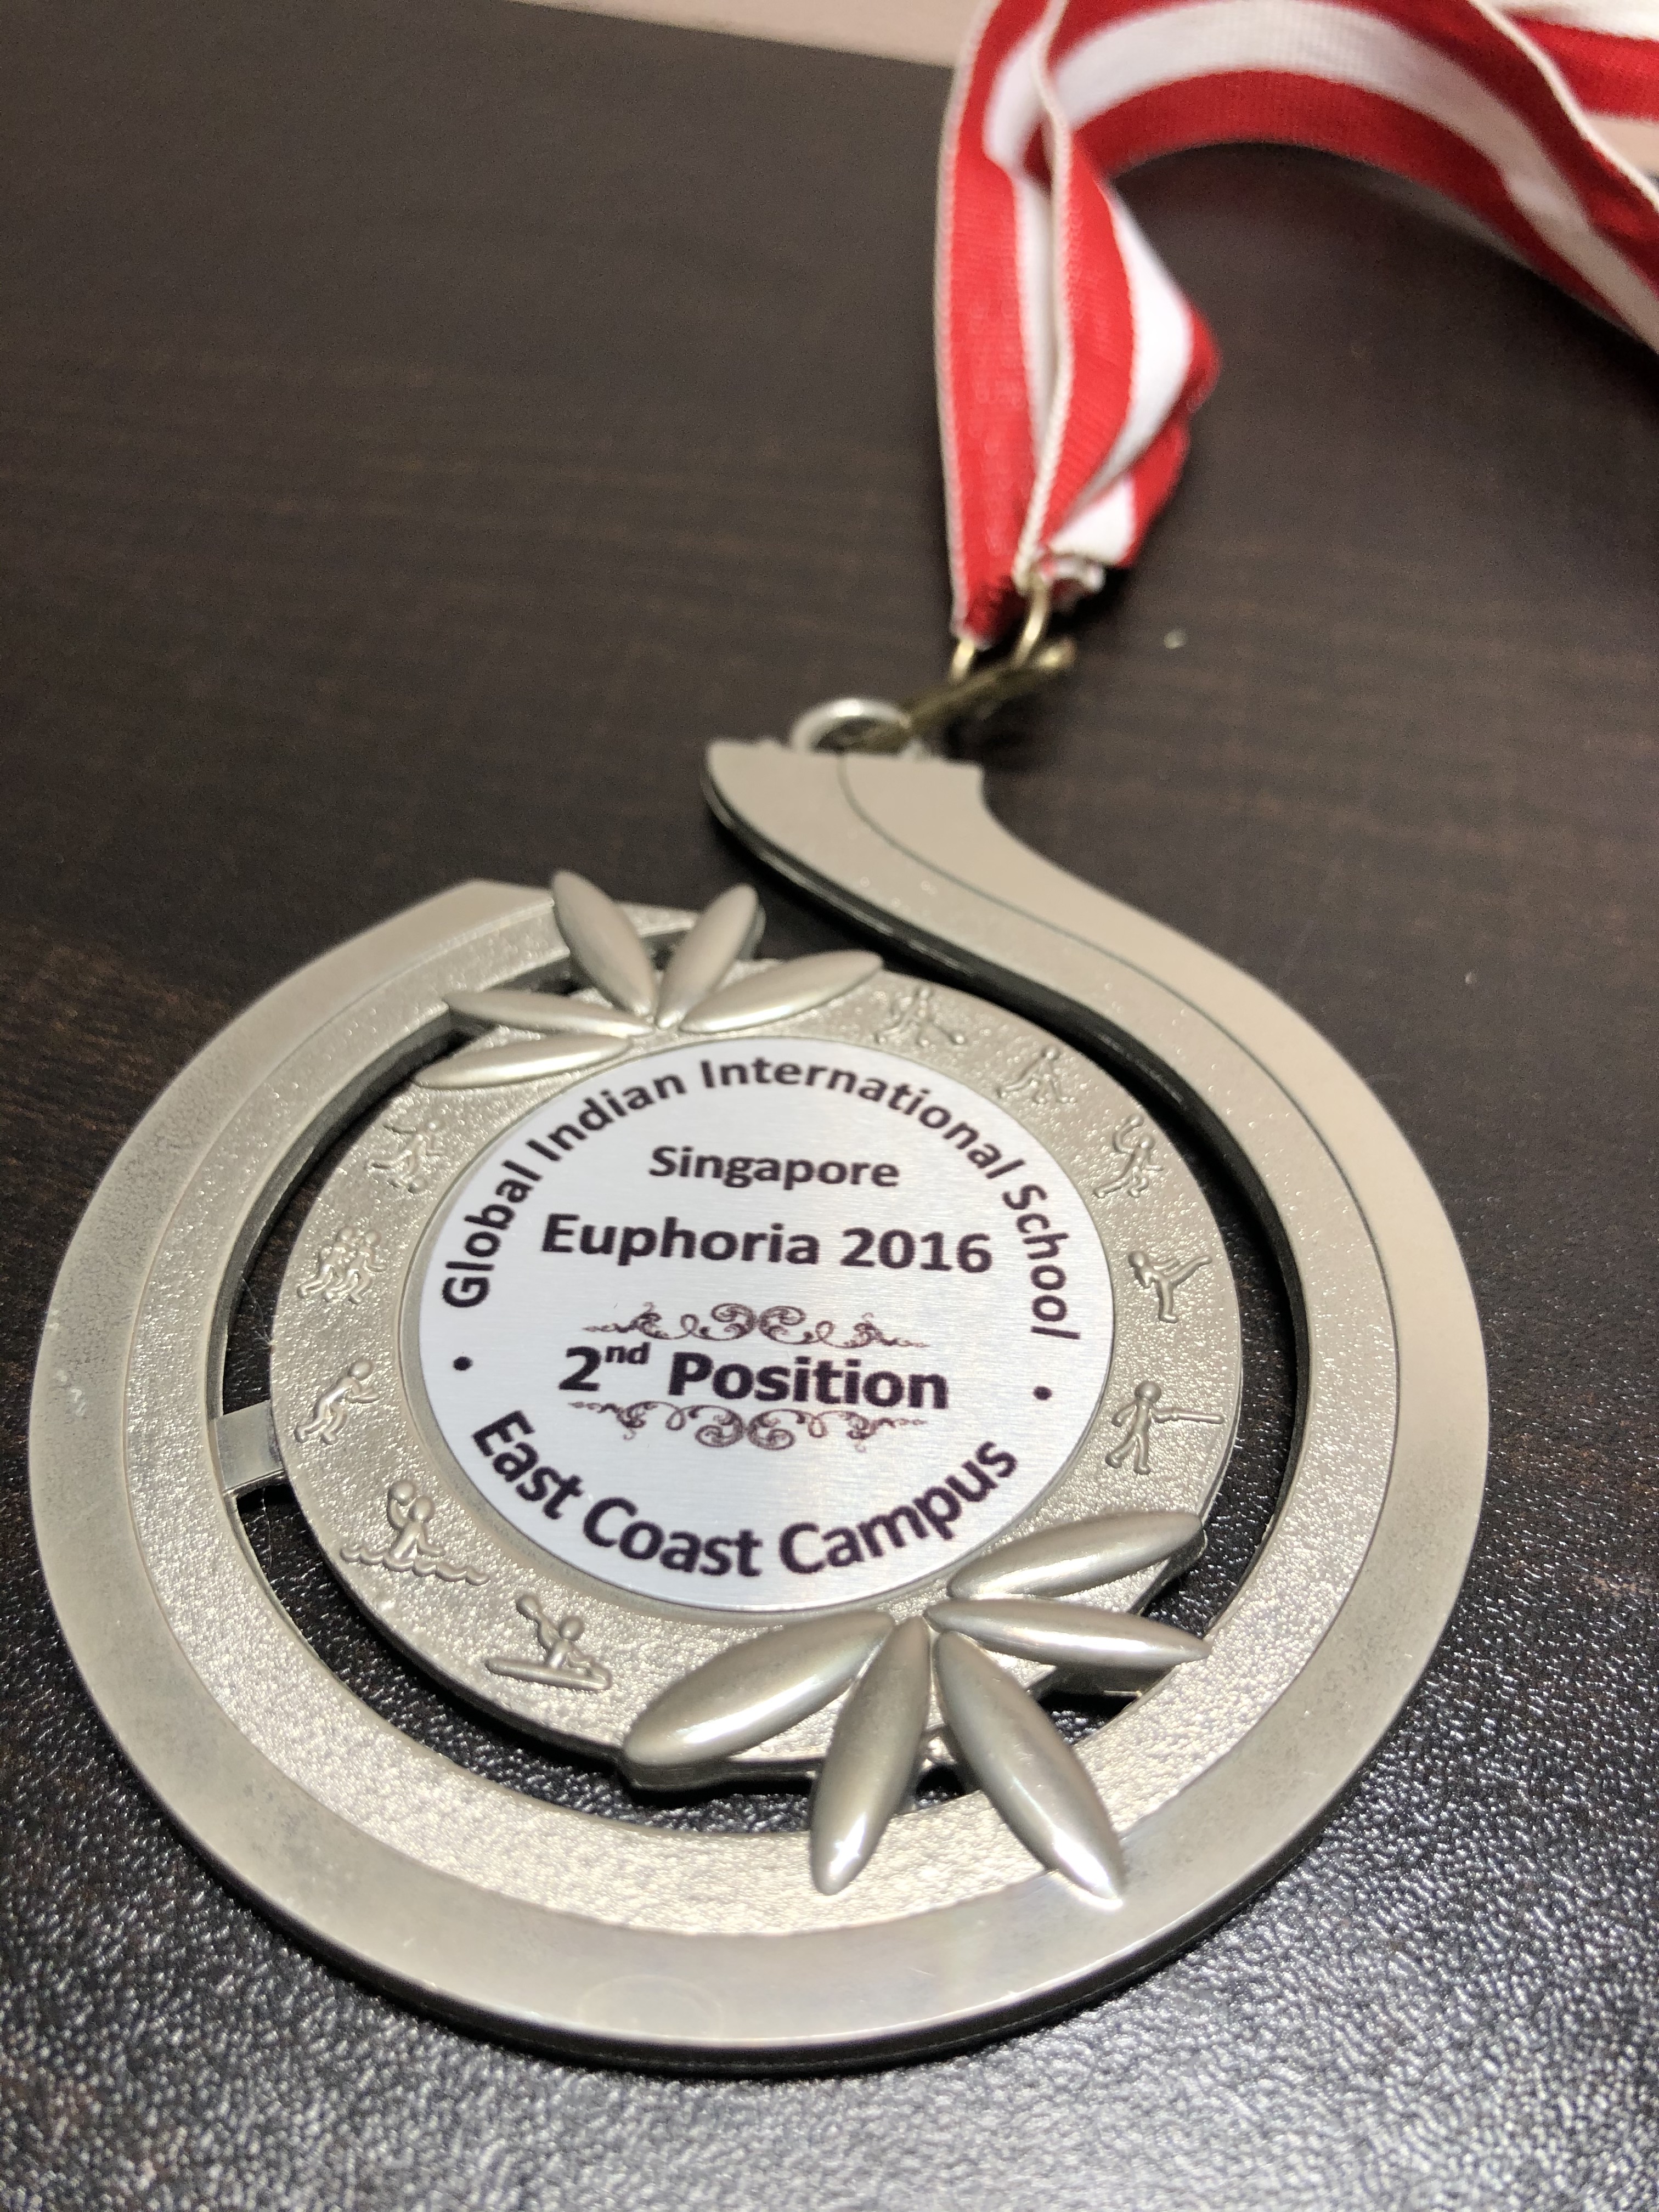 Global Indian International School
Singapore
Euphoria 2016
2nd Position
• East Coast Campus •